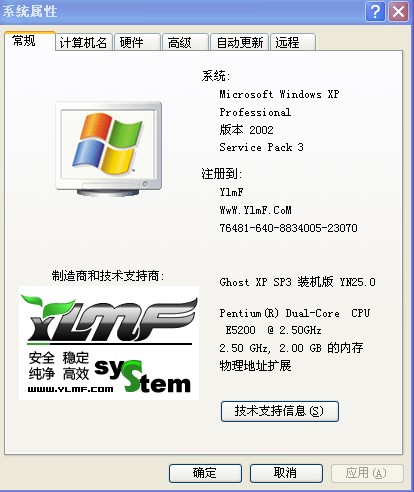 系统属性
常规 计算机名 硬件 高级 自动更新 远程
系统:
Microsoft Windows XP
Professional
版本 2002
Service Pack 3
注册到:
YlmF
WwW.YlmF.CoM
76481-640-8834005-23070
制造商和技术支持商:
YLMF
安全 稳定
纯净 高效
system
www.YLMF.com
Ghost XP SP3 装机版 YN25.0
Pentium(R) Dual-Core CPU
E5200 @ 2.50GHz
2.50 GHz, 2.00 GB 的内存
物理地址扩展
技术支持信息(S)
确定 取消 应用(A)